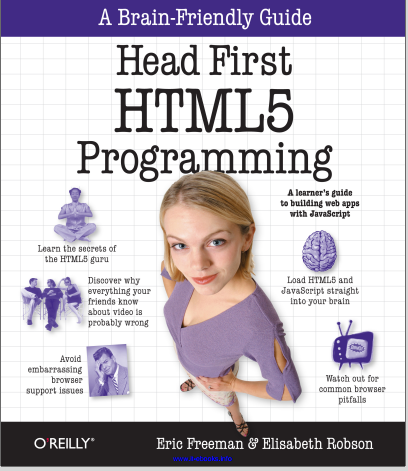 A Brain-Friendly Guide
Head First
HTML5
Programming
A learner's guide
to building web apps
with JavaScript
Learn the secrets of
the HTML5 guru
Discover why
everything your
friends know
about video is
probably wrong
Load HTML5 and
JavaScript straight
into your brain
Avoid
embarrassing
browser
support issues
Watch out for
common browser
pitfalls
O'REILLY®
Eric Freeman & Elisabeth Robson